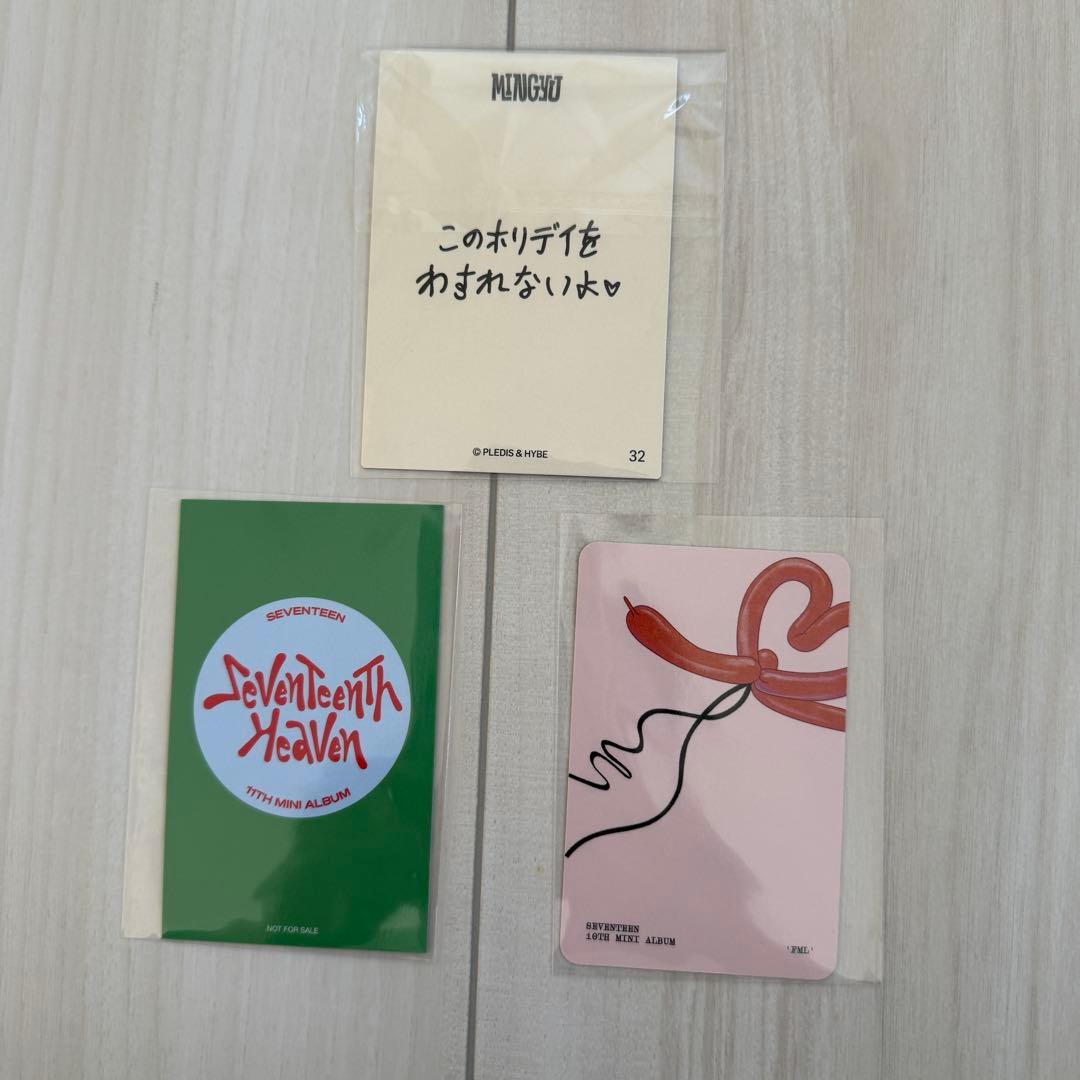 MINGYU
このホリデイを
わすれないよ♡
© PLEDIS & HYBE
32
SEVENTEEN
SevenTeenTh
Heaven
11TH MINI ALBUM
NOT FOR SALE
SEVENTEEN
10TH MINI ALBUM
'FML'